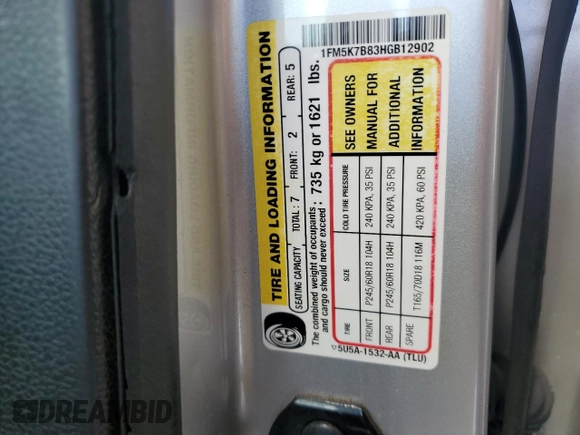 1FM5K7B83HGB12902
TIRE AND LOADING INFORMATION
SEATING CAPACITY TOTAL: 7 FRONT: 2 REAR: 5
The combined weight of occupants
and cargo should never exceed: 735 kg or 1621 lbs.
TIRE SIZE COLD TIRE PRESSURE SEE OWNERS
FRONT P245/60R18 104H 240 KPA, 35 PSI MANUAL FOR
REAR P245/60R18 104H 240 KPA, 35 PSI ADDITIONAL
SPARE T165/70D18 116M 420 KPA, 60 PSI INFORMATION
5U5A-1532-AA (TLU)
DREAMBID